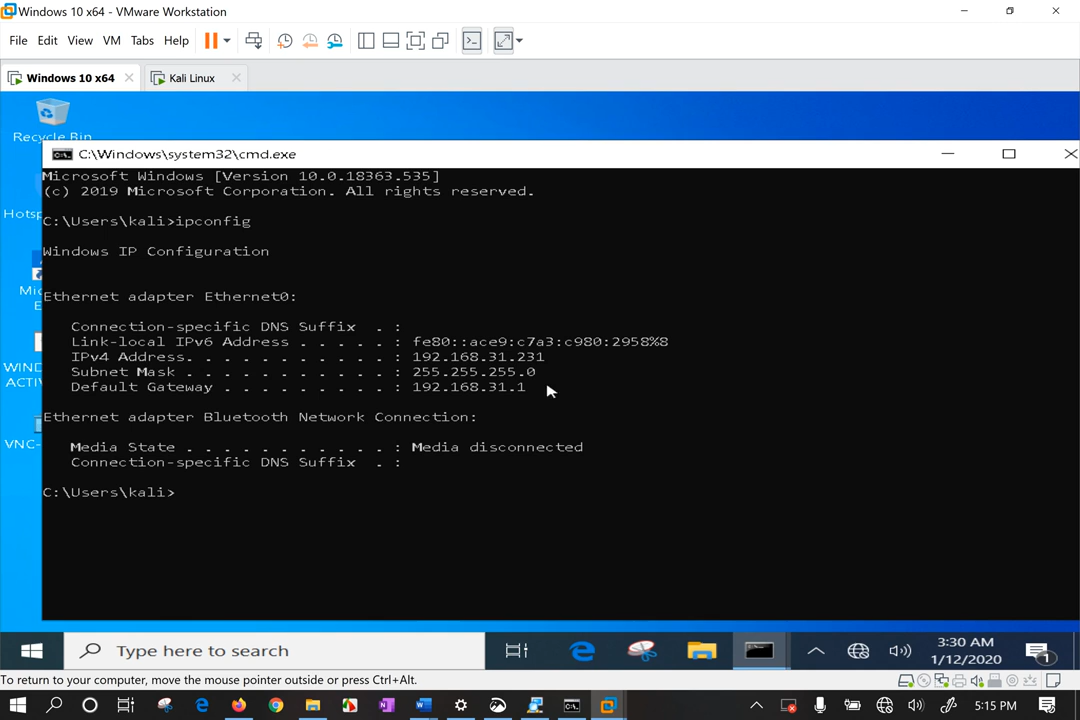 Windows 10 x64 - VMware Workstation
File Edit View VM Tabs Help
Windows 10 x64 Kali Linux
Recycle Bin
C:\Windows\system32\cmd.exe
Microsoft Windows [Version 10.0.18363.535]
(c) 2019 Microsoft Corporation. All rights reserved.
C:\Users\kali>ipconfig
Windows IP Configuration
Ethernet adapter Ethernet0:
Connection-specific DNS Suffix . :
Link-local IPv6 Address . . . . . : fe80::ace9:c7a3:c980:2958%8
IPv4 Address. . . . . . . . . . . : 192.168.31.231
Subnet Mask . . . . . . . . . . . : 255.255.255.0
Default Gateway . . . . . . . . . : 192.168.31.1
Ethernet adapter Bluetooth Network Connection:
Media State . . . . . . . . . . . : Media disconnected
Connection-specific DNS Suffix . :
C:\Users\kali>
Hotsp
Mic
E
WIND
ACTIV
VNC-
Type here to search
3:30 AM
1/12/2020
1
To return to your computer, move the mouse pointer outside or press Ctrl+Alt.
5:15 PM